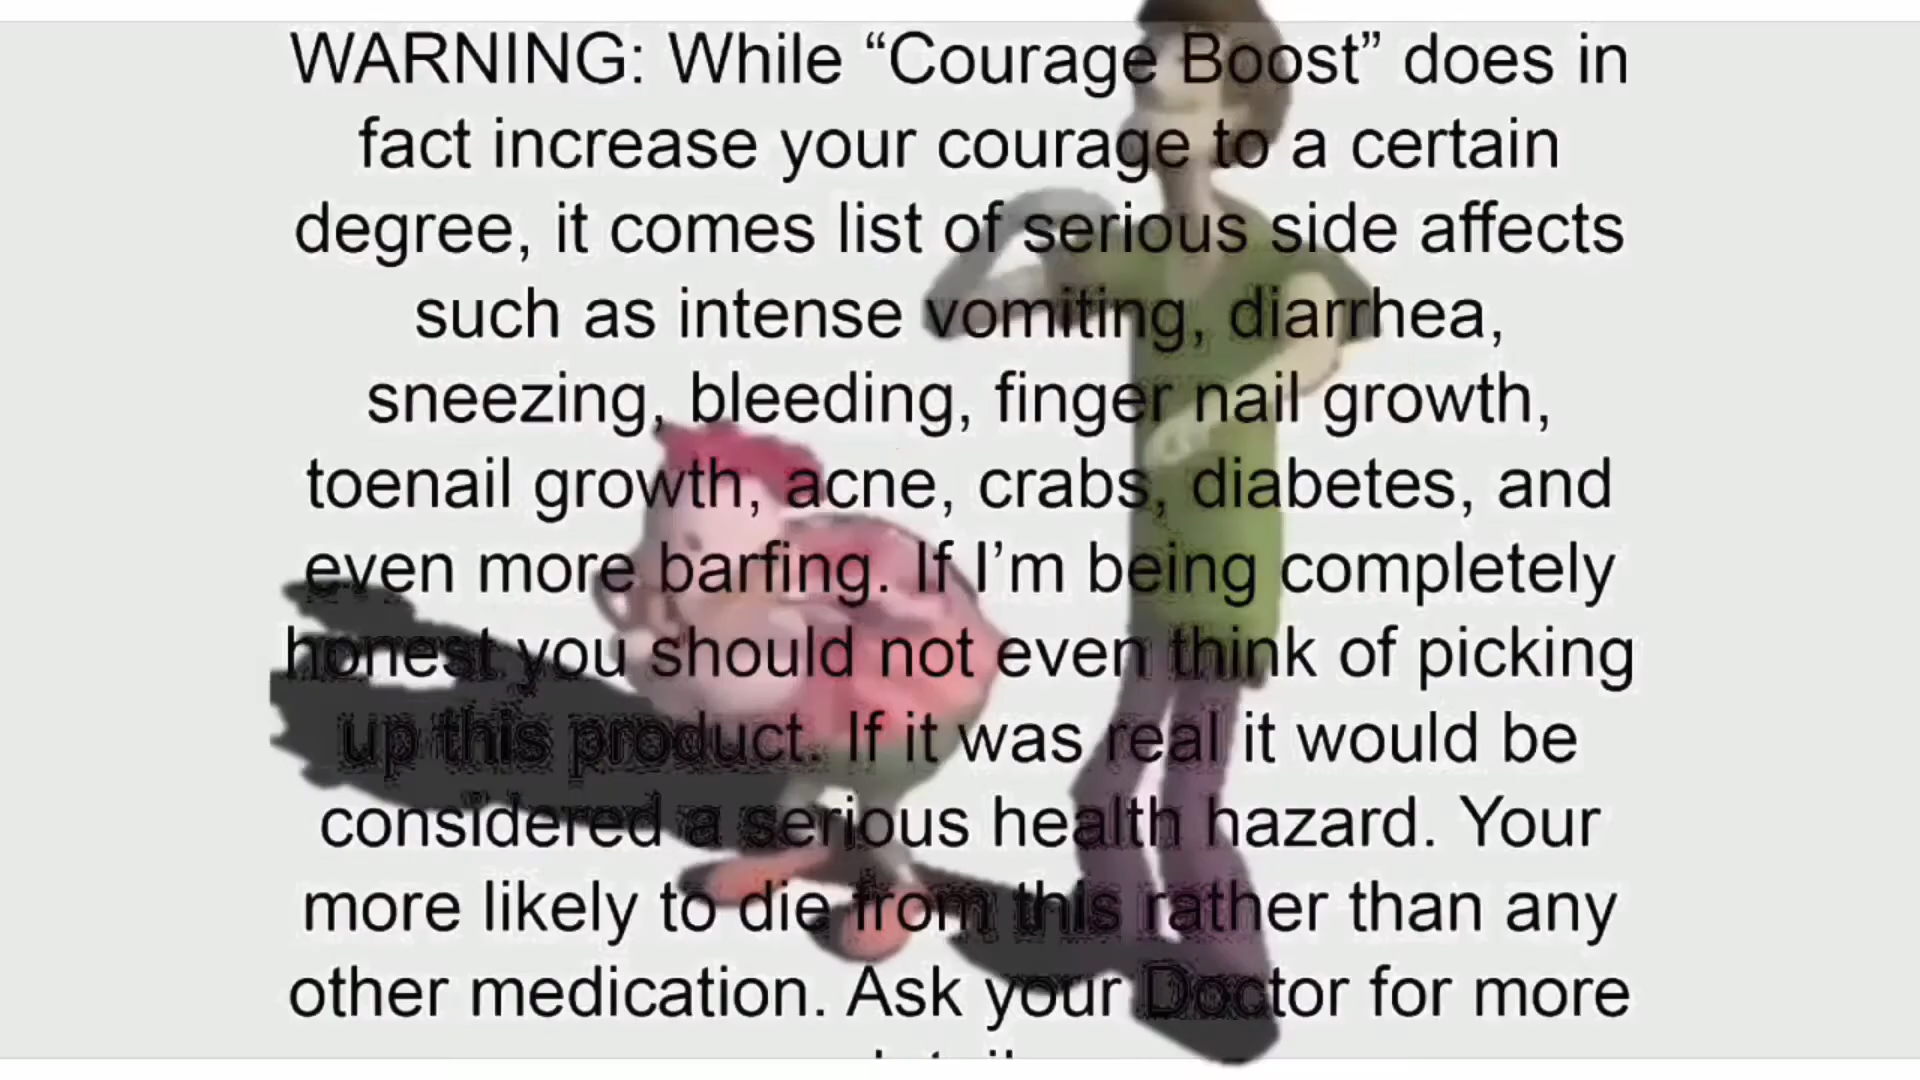 WARNING: While “Courage Boost” does in
fact increase your courage to a certain
degree, it comes list of serious side affects
such as intense vomiting, diarrhea,
sneezing, bleeding, finger nail growth,
toenail growth, acne, crabs, diabetes, and
even more barfing. If I’m being completely
honest you should not even think of picking
up this product. If it was real it would be
considered a serious health hazard. Your
more likely to die from this rather than any
other medication. Ask your Doctor for more